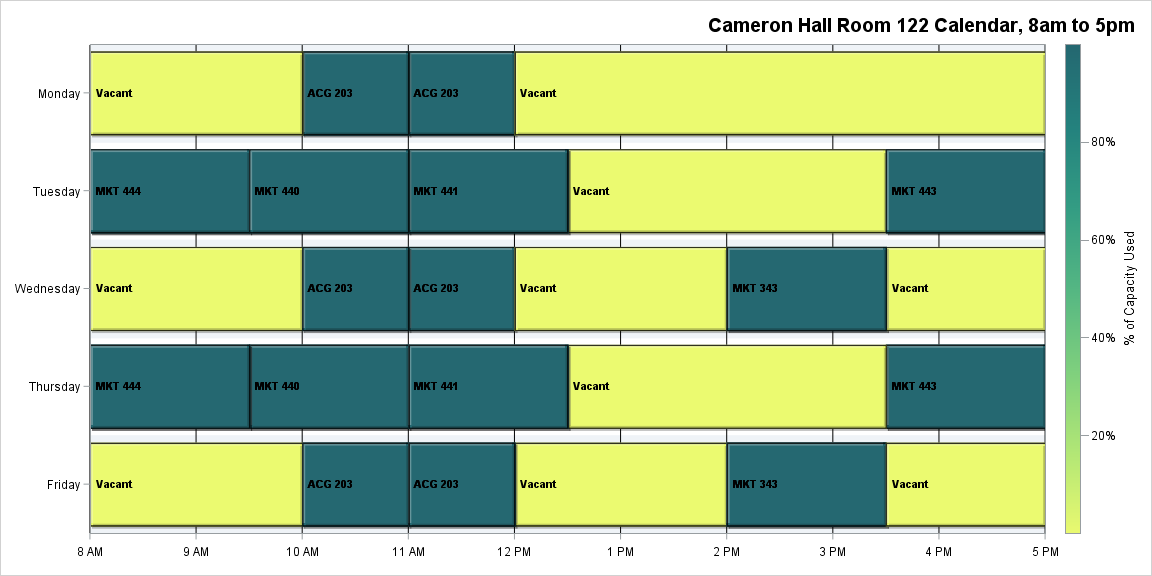 Cameron Hall Room 122 Calendar, 8am to 5pm
Monday Vacant ACG 203 ACG 203 Vacant
Tuesday MKT 444 MKT 440 MKT 441 Vacant MKT 443
Wednesday Vacant ACG 203 ACG 203 Vacant MKT 343 Vacant
Thursday MKT 444 MKT 440 MKT 441 Vacant MKT 443
Friday Vacant ACG 203 ACG 203 Vacant MKT 343 Vacant
8 AM 9 AM 10 AM 11 AM 12 PM 1 PM 2 PM 3 PM 4 PM 5 PM
80%
60%
40%
20%
% of Capacity Used